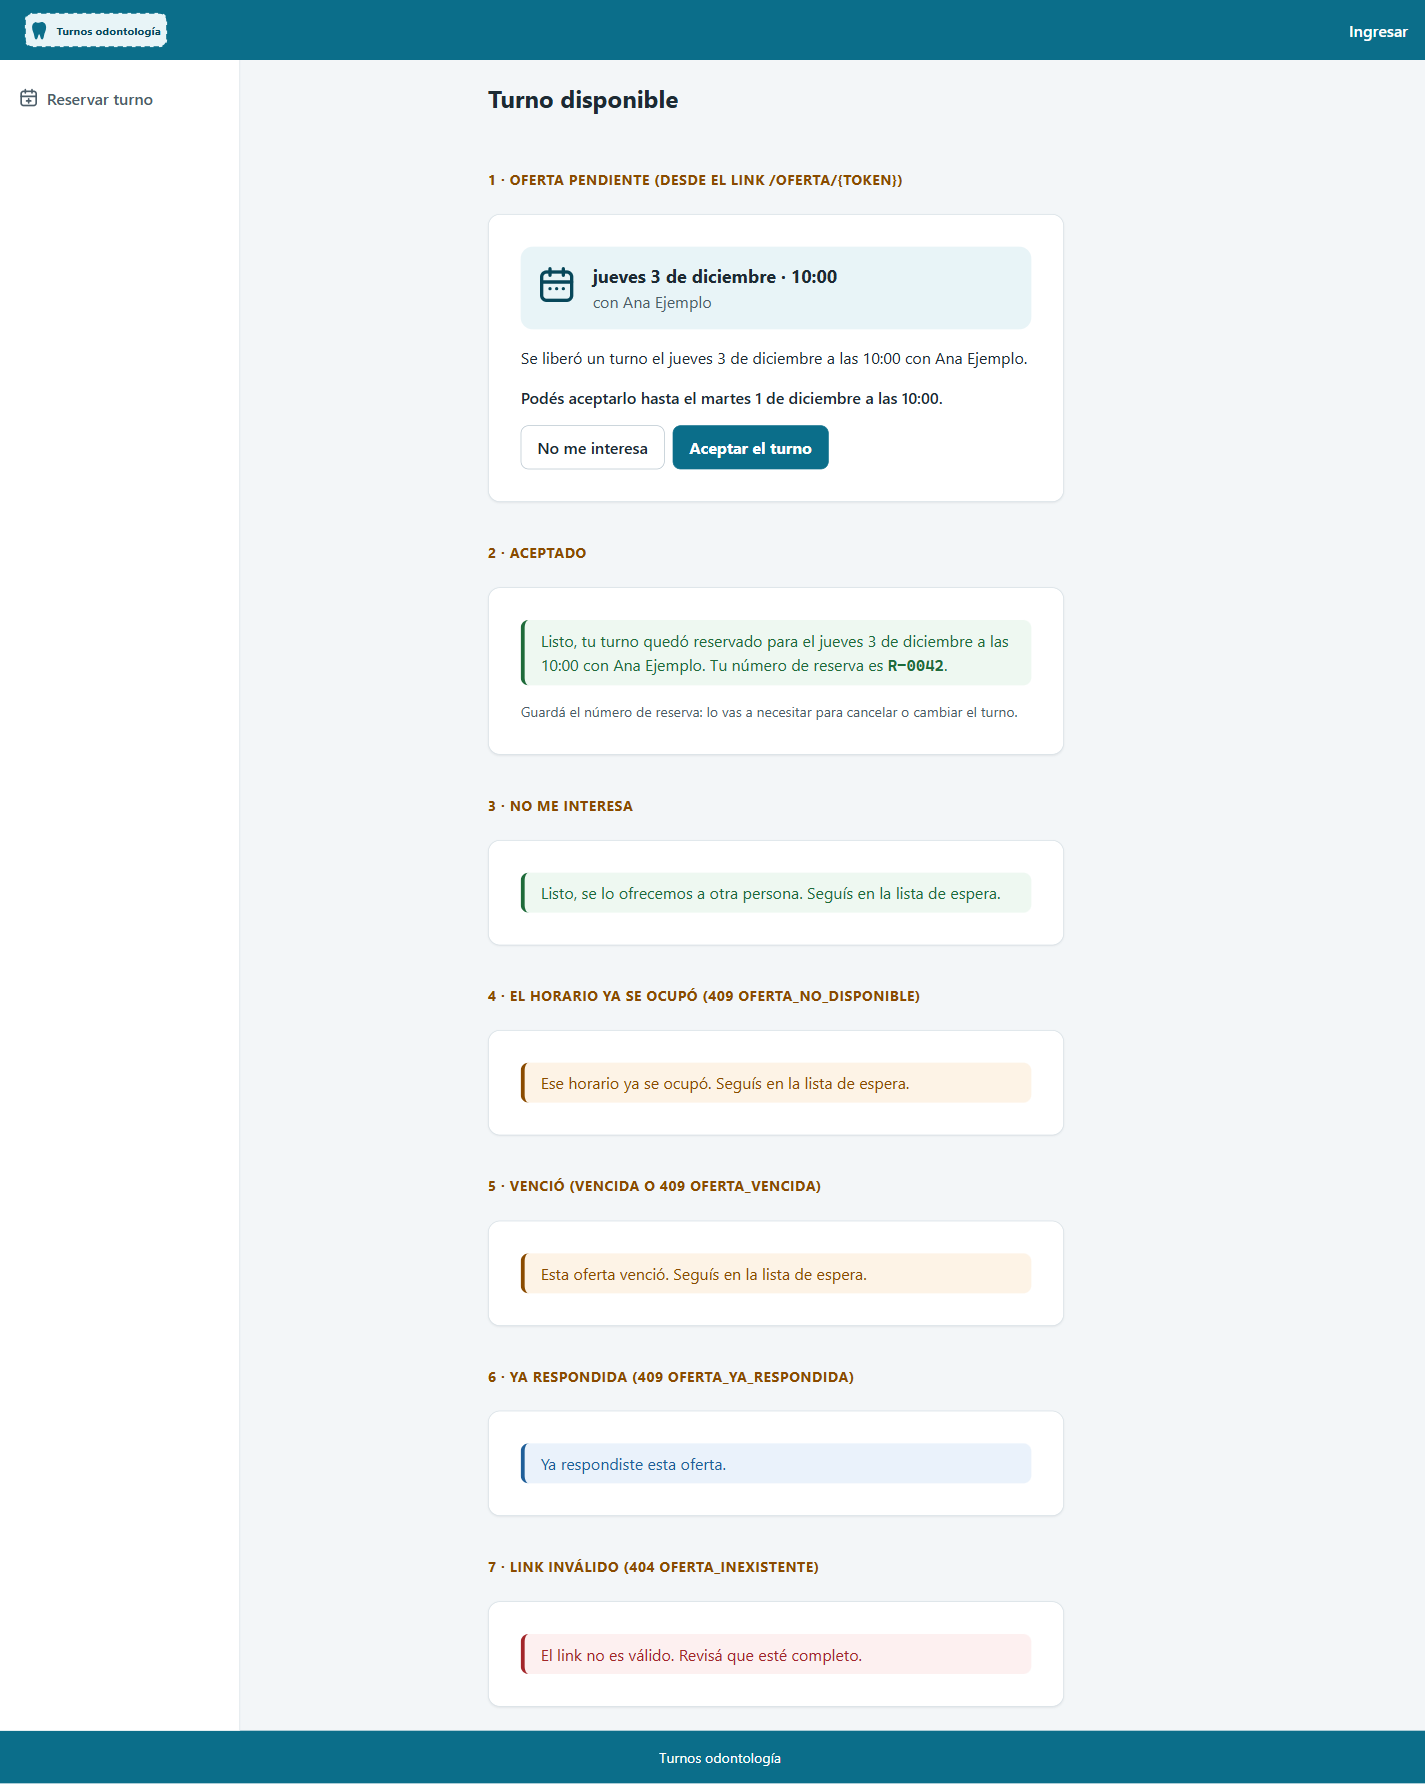 Turnos odontología
Ingresar
Reservar turno
Turno disponible
1 · OFERTA PENDIENTE (DESDE EL LINK /OFERTA/{TOKEN})
jueves 3 de diciembre · 10:00
con Ana Ejemplo
Se liberó un turno el jueves 3 de diciembre a las 10:00 con Ana Ejemplo.
Podés aceptarlo hasta el martes 1 de diciembre a las 10:00.
No me interesa
Aceptar el turno
2 · ACEPTADO
Listo, tu turno quedó reservado para el jueves 3 de diciembre a las
10:00 con Ana Ejemplo. Tu número de reserva es R-0042.
Guardá el número de reserva: lo vas a necesitar para cancelar o cambiar el turno.
3 · NO ME INTERESA
Listo, se lo ofrecemos a otra persona. Seguís en la lista de espera.
4 · EL HORARIO YA SE OCUPÓ (409 OFERTA_NO_DISPONIBLE)
Ese horario ya se ocupó. Seguís en la lista de espera.
5 · VENCIÓ (VENCIDA O 409 OFERTA_VENCIDA)
Esta oferta venció. Seguís en la lista de espera.
6 · YA RESPONDIDA (409 OFERTA_YA_RESPONDIDA)
Ya respondiste esta oferta.
7 · LINK INVÁLIDO (404 OFERTA_INEXISTENTE)
El link no es válido. Revisá que esté completo.
Turnos odontología